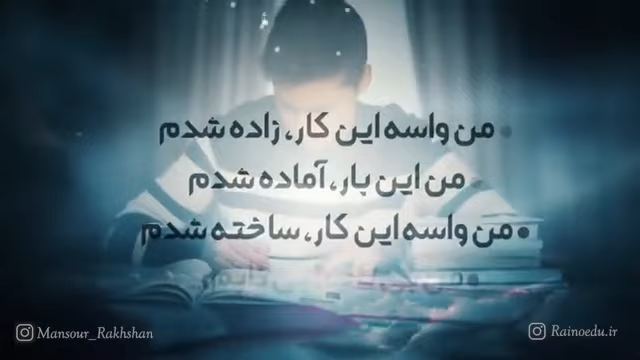 • من واسه این کار، زاده شدم
• من این بار، آماده شدم
• من واسه این کار، ساخته شدم
Mansour_Rakhshan
Rainoedu.ir